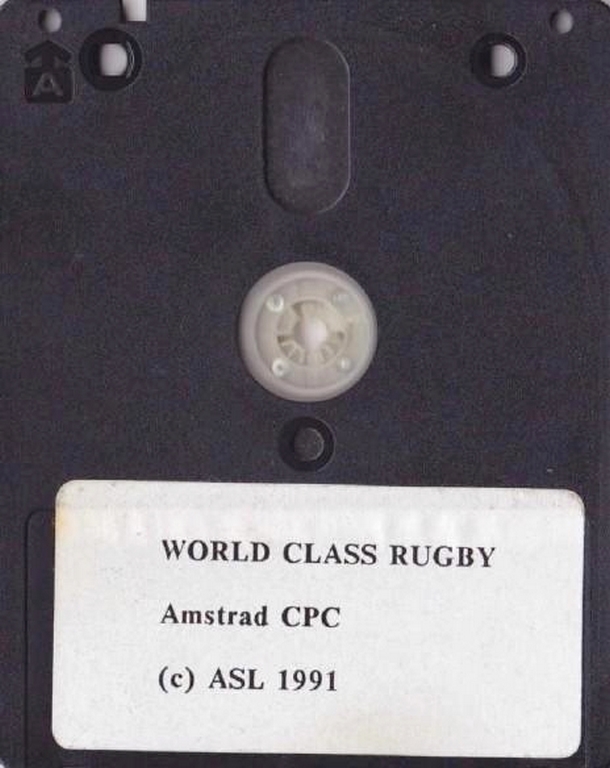 A
WORLD CLASS RUGBY
Amstrad CPC
(c) ASL 1991